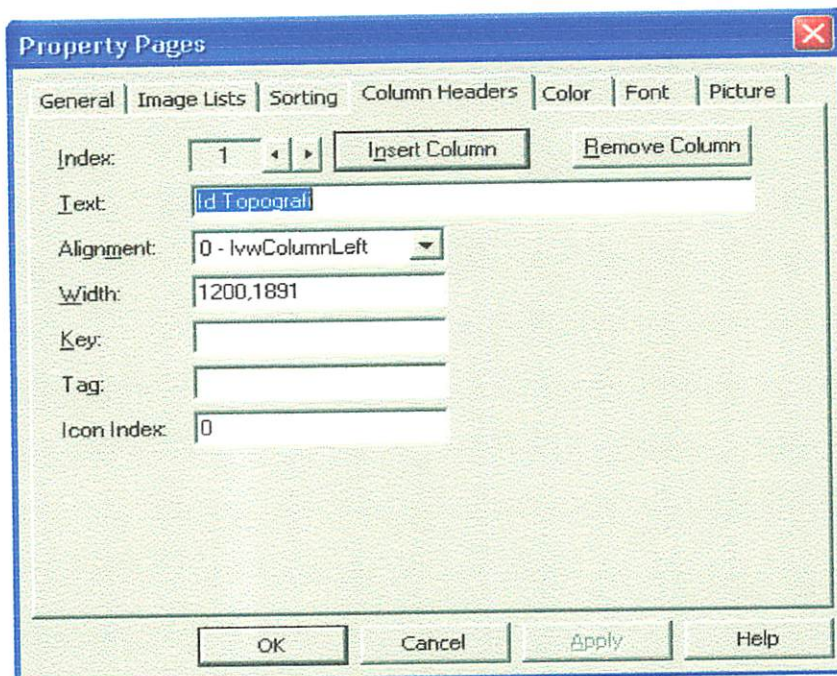 Property Pages
General Image Lists Sorting Column Headers Color Font Picture
Index: 1 Insert Column Remove Column
Text: Id Topografi
Alignment: 0 - lvwColumnLeft
Width: 1200,1891
Key:
Tag:
Icon Index: 0
OK Cancel Apply Help